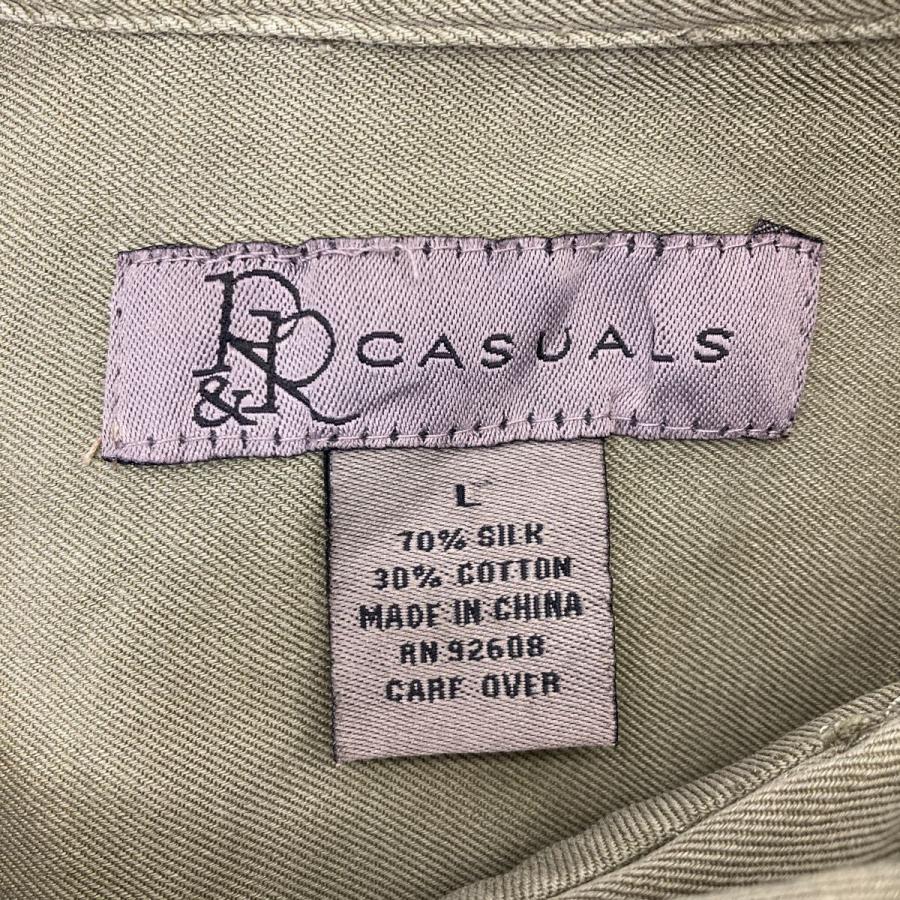 P&R CASUALS
L
70% SILK
30% COTTON
MADE IN CHINA
RN 92608
CARE OVER